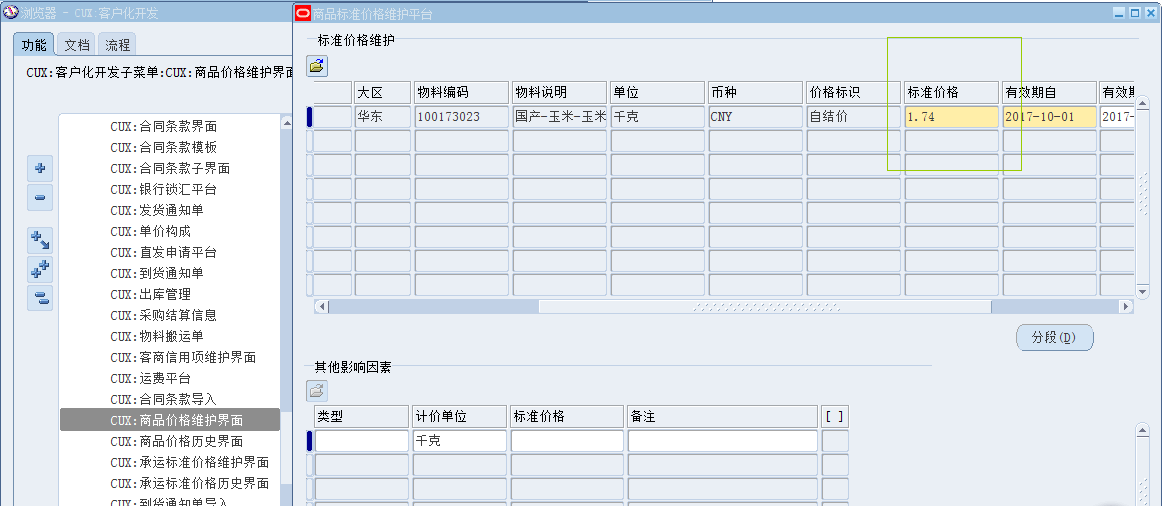 浏览器 - CUX:客户化开发
功能 文档 流程
CUX:客户化开发子菜单:CUX:商品价格维护界面
CUX:合同条款界面
CUX:合同条款模板
CUX:合同条款子界面
CUX:银行锁汇平台
CUX:发货通知单
CUX:单价构成
CUX:直发申请平台
CUX:到货通知单
CUX:出库管理
CUX:采购结算信息
CUX:物料搬运单
CUX:客商信用项维护界面
CUX:运费平台
CUX:合同条款导入
CUX:商品价格维护界面
CUX:商品价格历史界面
CUX:承运标准价格维护界面
CUX:承运标准价格历史界面
CUX:到货通知单导入
商品标准价格维护平台
标准价格维护
大区 物料编码 物料说明 单位 币种 价格标识 标准价格 有效期自 有效
华东 100173023 国产-玉米-玉米 千克 CNY 自结价 1.74 2017-10-01 2017-
分段(D)
其他影响因素
类型 计价单位 标准价格 备注 [ ]
千克